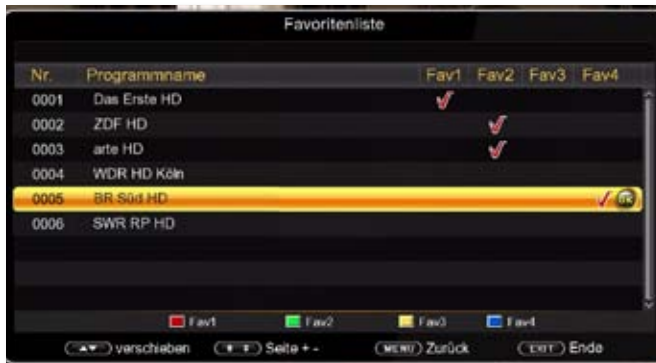 Favoritenliste
Nr. Programmname Fav1 Fav2 Fav3 Fav4
0001 Das Erste HD
0002 ZDF HD
0003 arte HD
0004 WDR HD Köln
0005 BR Süd HD OK
0006 SWR RP HD
Fav1 Fav2 Fav3 Fav4
verschieben Seite + - MENU Zurück EXIT Ende